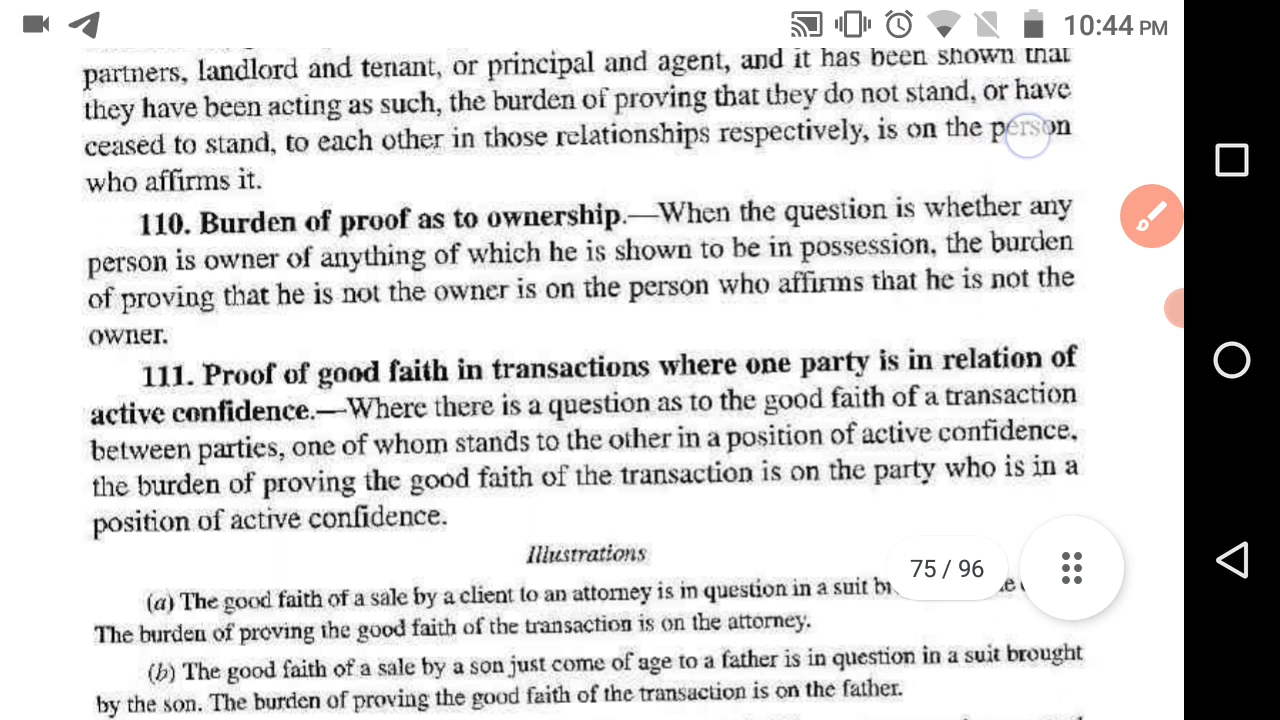 10:44 PM
partners, landlord and tenant, or principal and agent, and it has been shown that
they have been acting as such, the burden of proving that they do not stand, or have
ceased to stand, to each other in those relationships respectively, is on the person
who affirms it.
110. Burden of proof as to ownership.—When the question is whether any
person is owner of anything of which he is shown to be in possession, the burden
of proving that he is not the owner is on the person who affirms that he is not the
owner.
111. Proof of good faith in transactions where one party is in relation of
active confidence.—Where there is a question as to the good faith of a transaction
between parties, one of whom stands to the other in a position of active confidence,
the burden of proving the good faith of the transaction is on the party who is in a
position of active confidence.
Illustrations
75 / 96
(a) The good faith of a sale by a client to an attorney is in question in a suit
The burden of proving the good faith of the transaction is on the attorney.
(b) The good faith of a sale by a son just come of age to a father is in question in a suit brought
by the son. The burden of proving the good faith of the transaction is on the father.